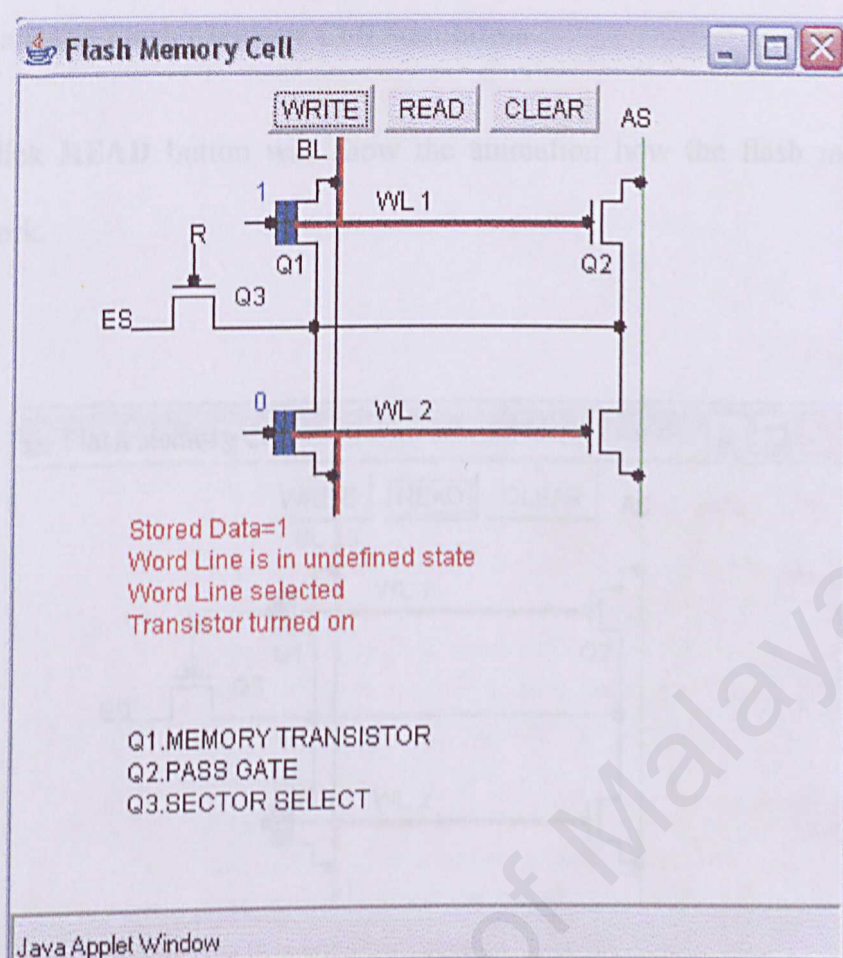 Flash Memory Cell
WRITE READ CLEAR
AS
BL
1
WL 1
R
Q1
Q2
Q3
ES
0
WL 2
Stored Data=1
Word Line is in undefined state
Word Line selected
Transistor turned on
Q1.MEMORY TRANSISTOR
Q2.PASS GATE
Q3.SECTOR SELECT
Java Applet Window
of Malaya